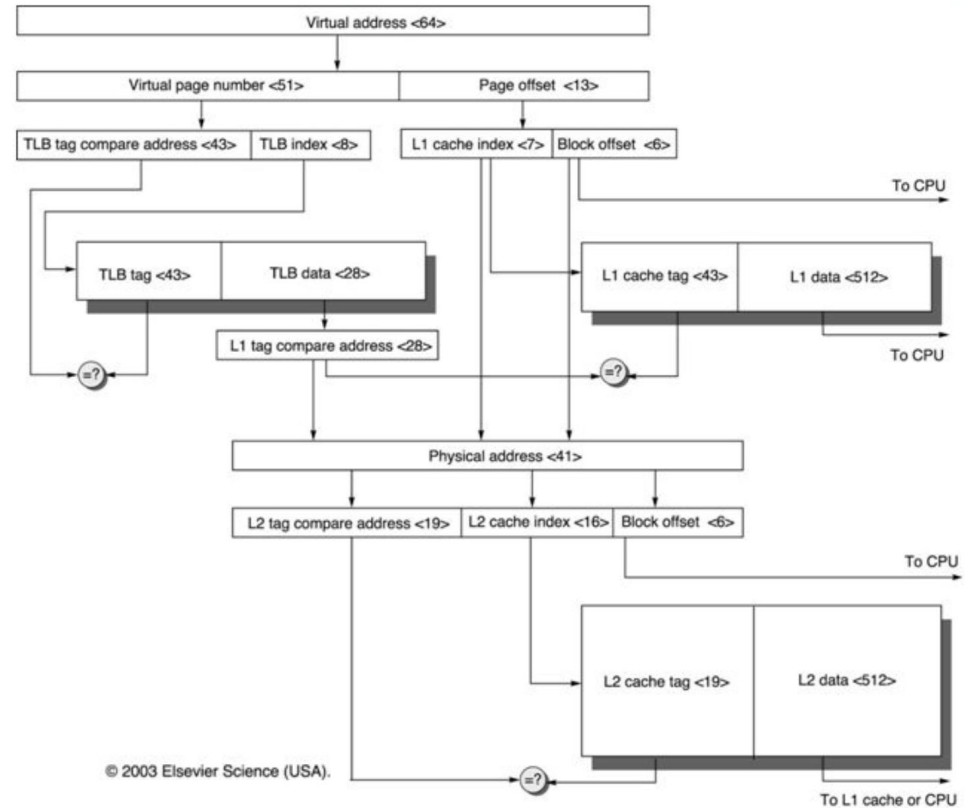 Virtual address <64>
Virtual page number <51>
Page offset <13>
TLB tag compare address <43>
TLB index <8>
L1 cache index <7>
Block offset <6>
To CPU
TLB tag <43>
TLB data <28>
L1 cache tag <43>
L1 data <512>
L1 tag compare address <28>
To CPU
=?
=?
Physical address <41>
L2 tag compare address <19>
L2 cache index <16>
Block offset <6>
To CPU
L2 cache tag <19>
L2 data <512>
© 2003 Elsevier Science (USA).
=?
To L1 cache or CPU